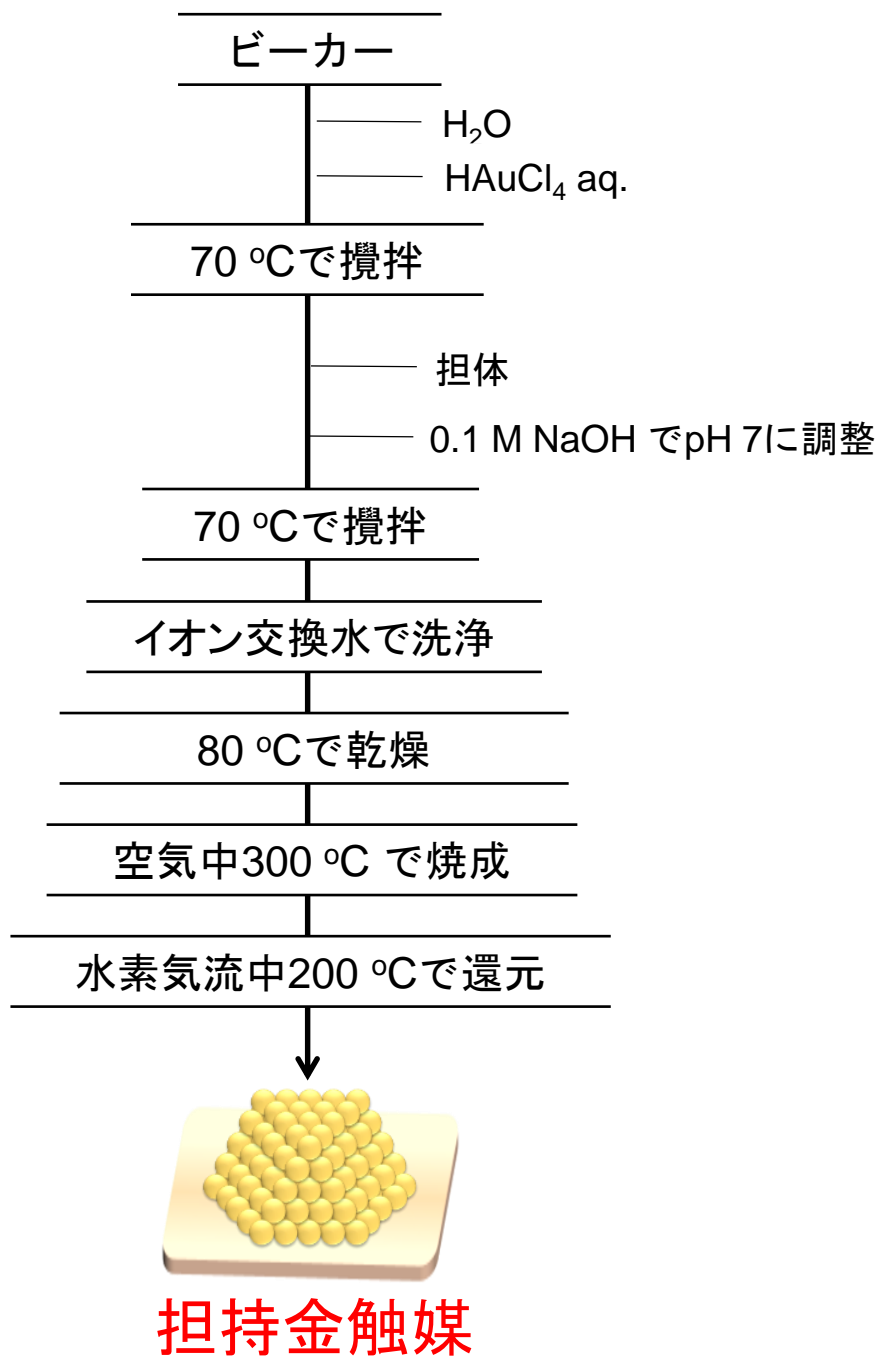 ビーカー
H₂O
HAuCl₄ aq.
70 ºCで攪拌
担体
0.1 M NaOH でpH 7に調整
70 ºCで攪拌
イオン交換水で洗浄
80 ºCで乾燥
空気中300 ºC で焼成
水素気流中200 ºCで還元
担持金触媒